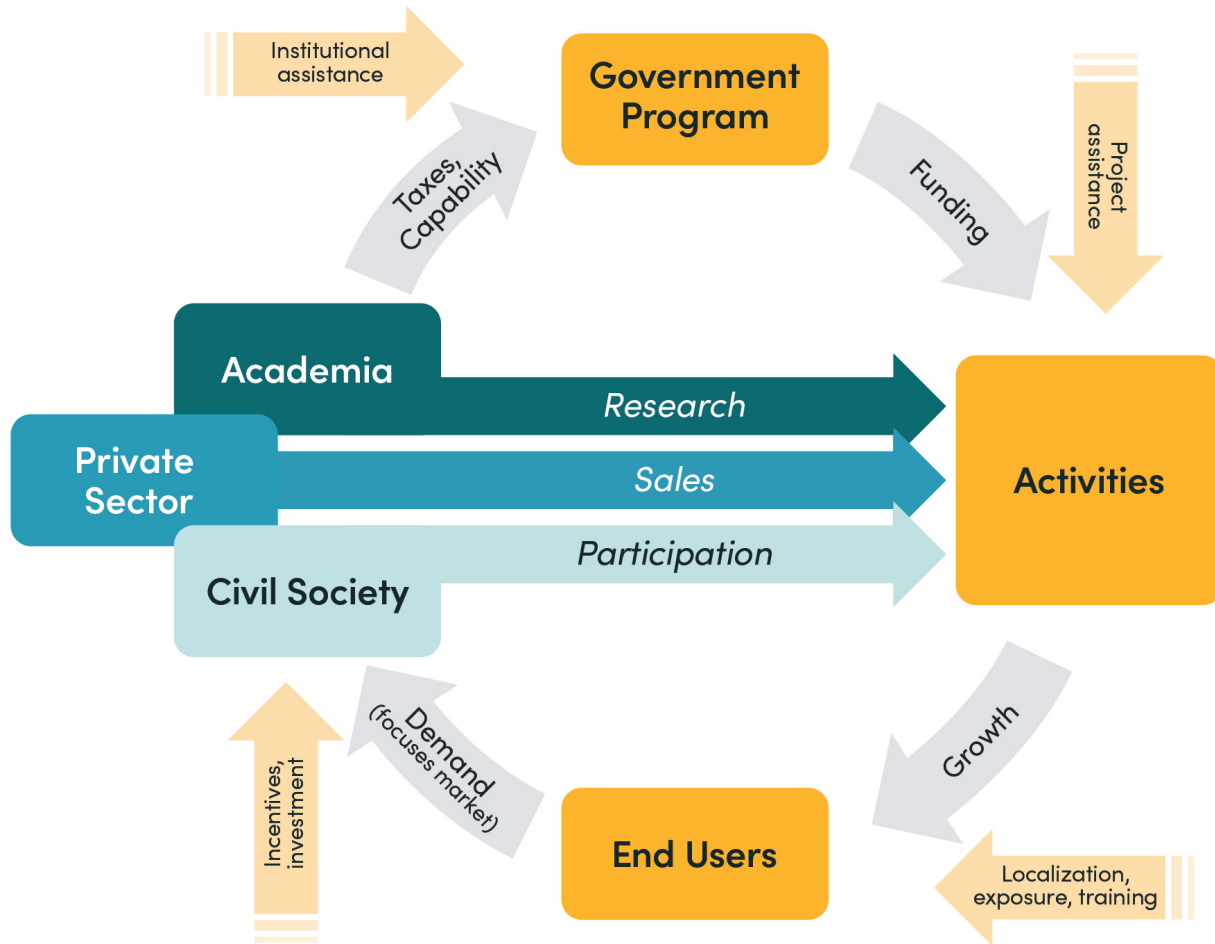 Institutional
assistance
Government
Program
Project
assistance
Taxes,
Capability
Funding
Academia
Research
Private
Sector
Sales
Activities
Participation
Civil Society
Demand
(focuses market)
Growth
Incentives,
investment
End Users
Localization,
exposure, training